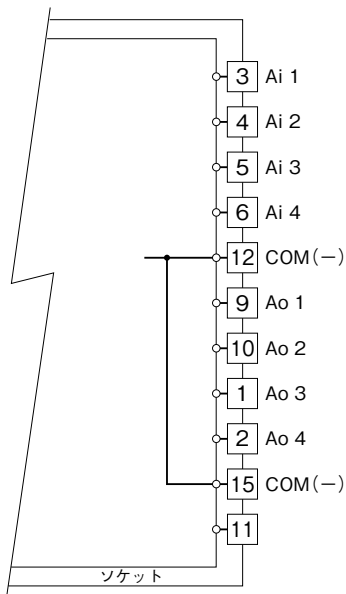 3 Ai 1
4 Ai 2
5 Ai 3
6 Ai 4
12 COM(−)
9 Ao 1
10 Ao 2
1 Ao 3
2 Ao 4
15 COM(−)
11
ソケット